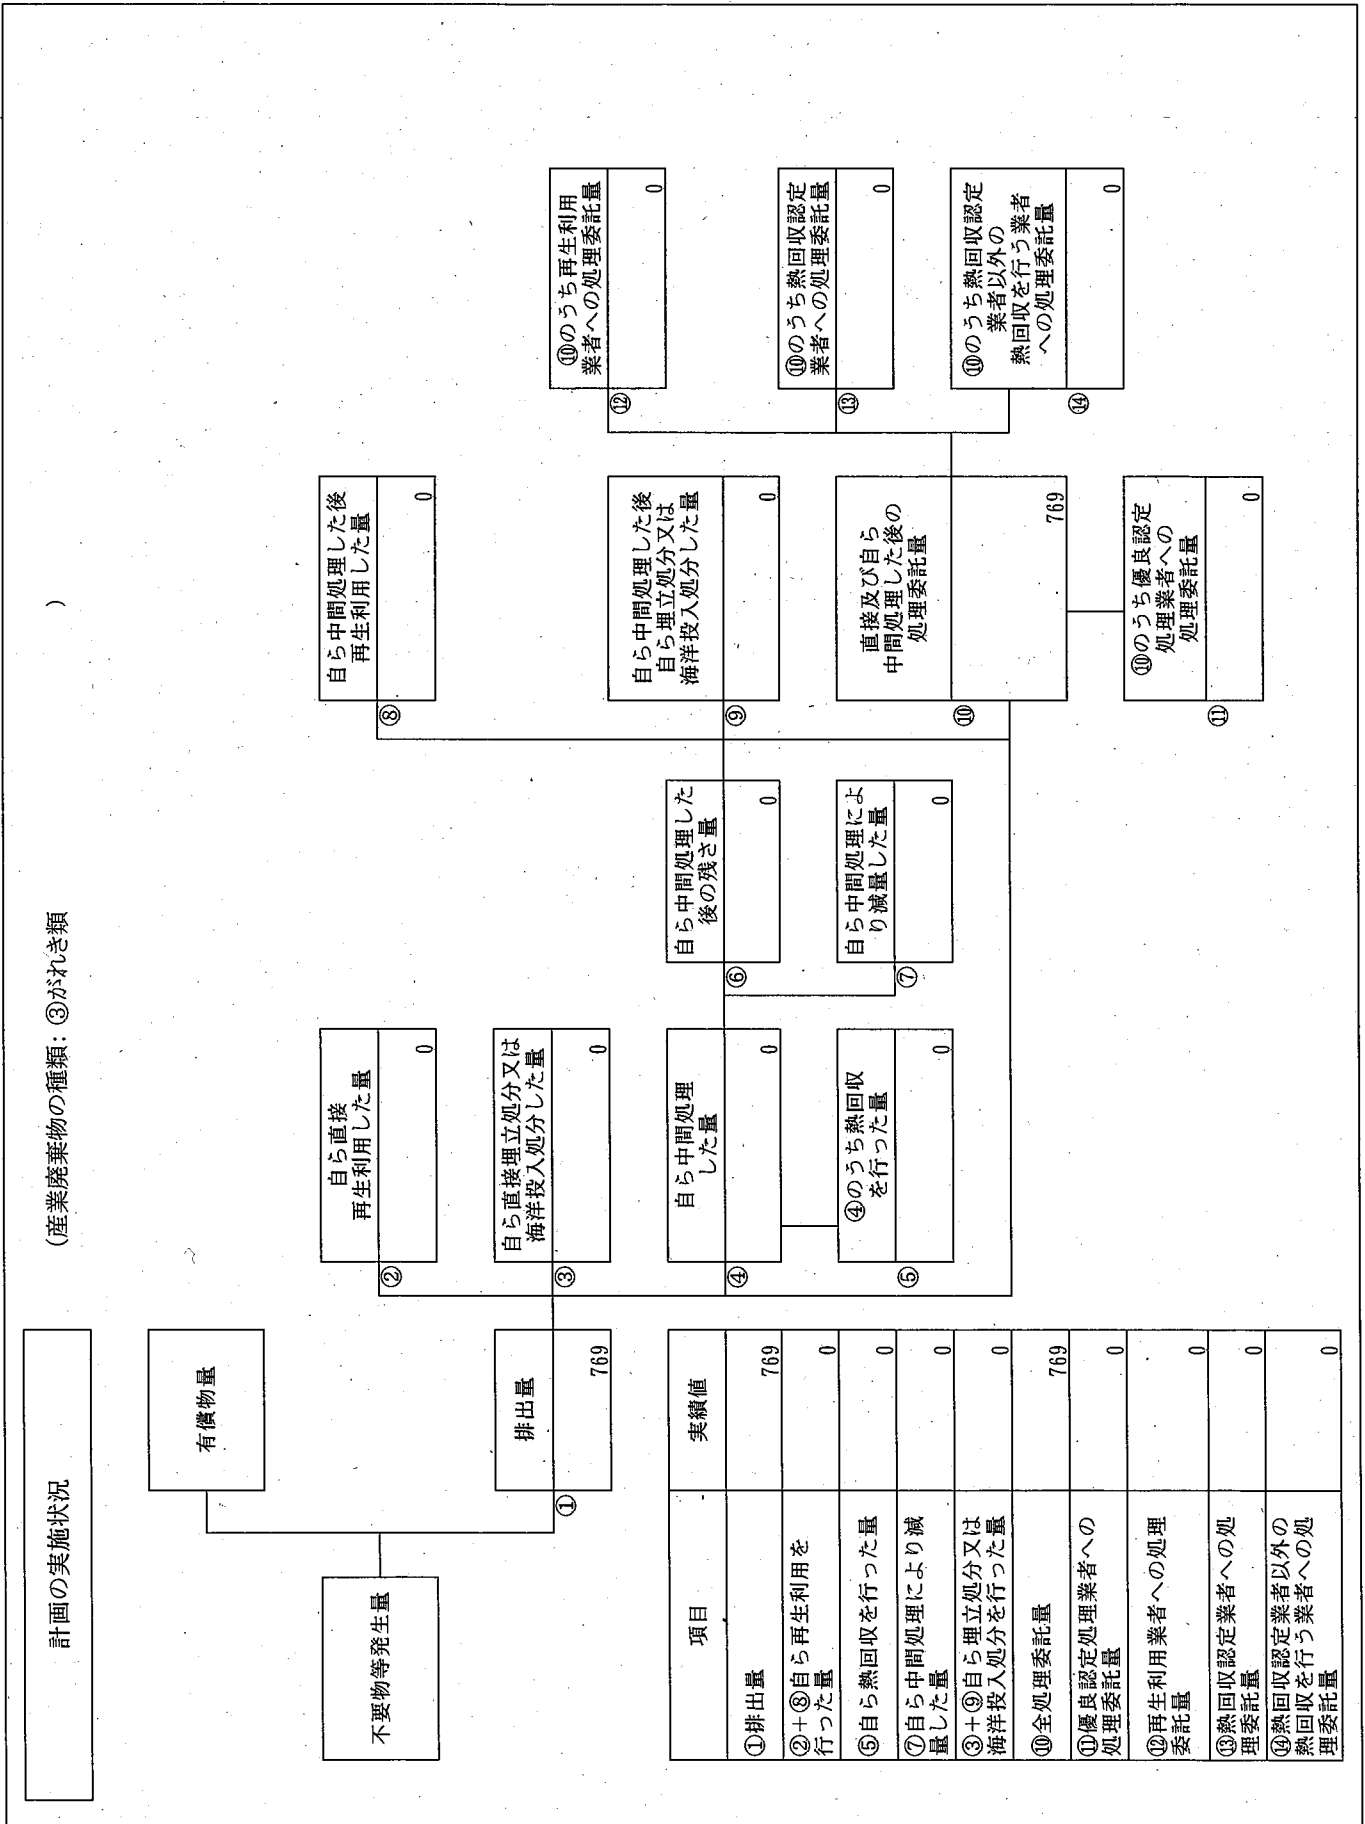 計画の実施状況
(産業廃棄物の種類：③がれき類
)
不要物等発生量
有償物量
①
排出量
769
②
自ら直接
再生利用した量
0
③
自ら直接埋立処分又は
海洋投入処分した量
0
④
自ら中間処理
した量
0
⑤
④のうち熱回収
を行った量
0
⑥
自ら中間処理した
後の残さ量
0
⑦
自ら中間処理によ
り減量した量
0
⑧
自ら中間処理した後
再生利用した量
0
⑨
自ら中間処理した後
自ら埋立処分又は
海洋投入処分した量
0
⑩
直接及び自ら
中間処理した後の
処理委託量
769
⑪
⑩のうち優良認定
処理業者への
処理委託量
0
⑫
⑩のうち再生利用
業者への処理委託量
0
⑬
⑩のうち熱回収認定
業者への処理委託量
0
⑭
⑩のうち熱回収認定
業者以外の
熱回収を行う業者
への処理委託量
0
項目 実績値
①排出量 769
②+⑧自ら再生利用を
行った量 0
⑤自ら熱回収を行った量 0
⑦自ら中間処理により減
量した量 0
③+⑨自ら埋立処分又は
海洋投入処分を行った量 0
⑩全処理委託量 769
⑪優良認定処理業者への
処理委託量 0
⑫再生利用業者への処理
委託量 0
⑬熱回収認定業者への処
理委託量 0
⑭熱回収認定業者以外の
熱回収を行う業者への処
理委託量 0